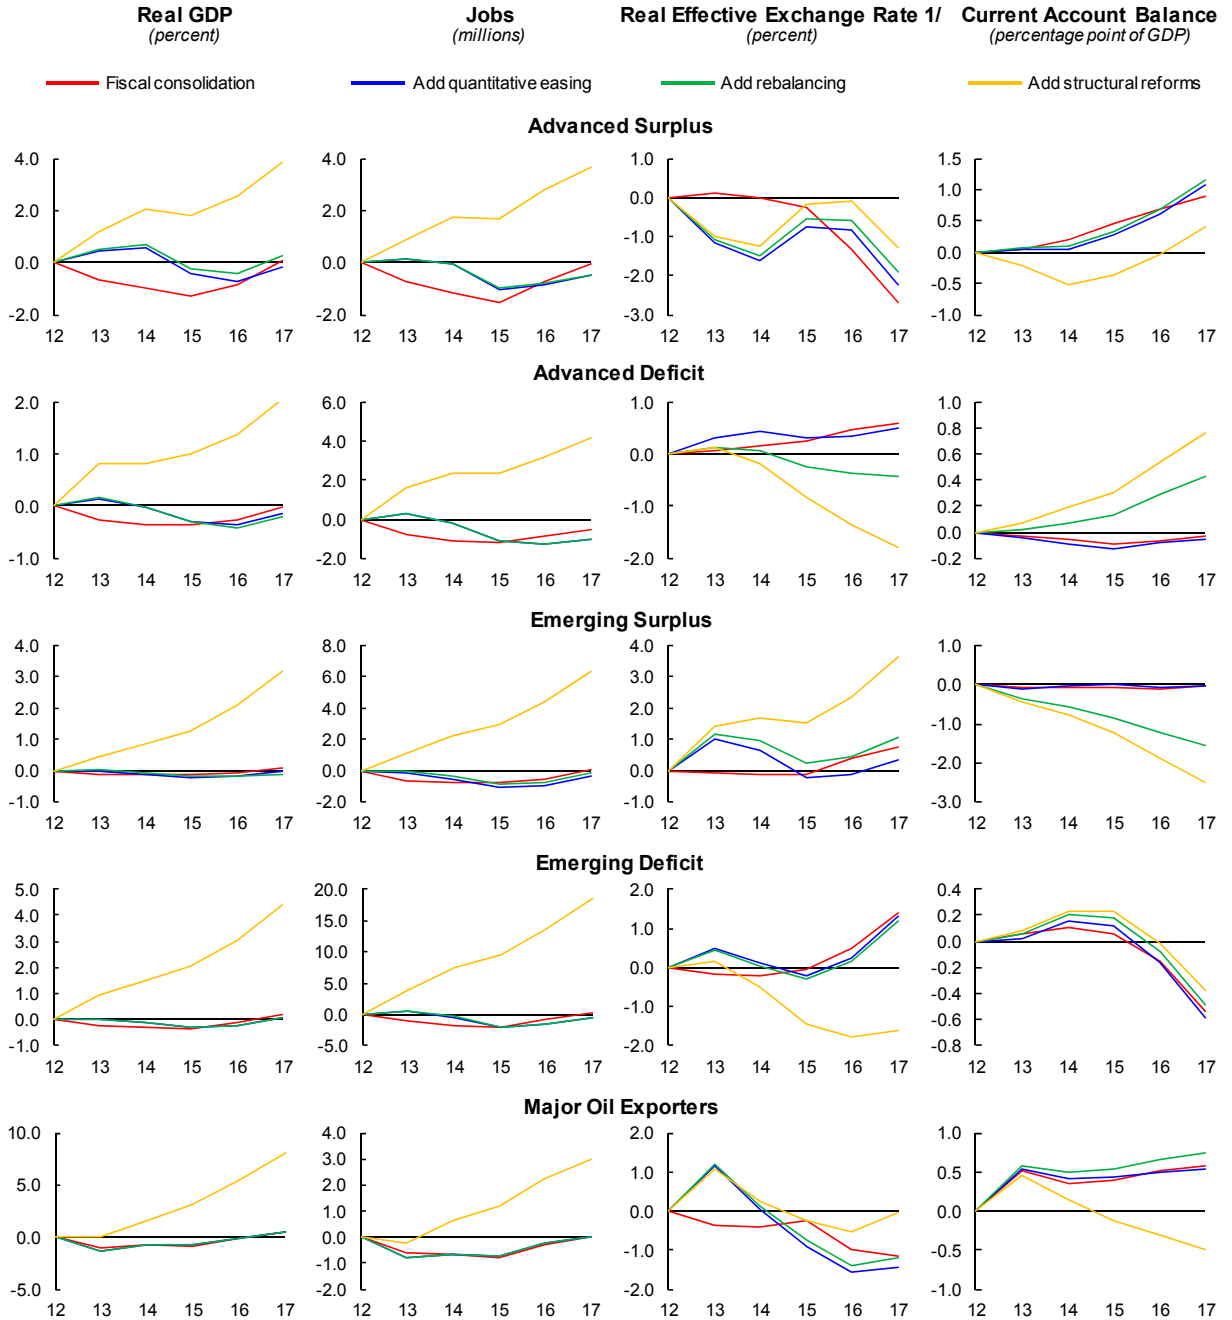 Real GDP Jobs Real Effective Exchange Rate 1/ Current Account Balance
(percent) (millions) (percent) (percentage point of GDP)
Fiscal consolidation Add quantitative easing Add rebalancing Add structural reforms
Advanced Surplus
4.0 4.0 1.0 1.5
0.0 1.0
2.0 2.0 -1.0 0.5
0.0 0.0 -2.0 0.0
-0.5
-2.0 -2.0 -3.0 -1.0
12 13 14 15 16 17 12 13 14 15 16 17 12 13 14 15 16 17 12 13 14 15 16 17
Advanced Deficit
2.0 6.0 1.0 1.0
0.8
1.0 4.0 0.0 0.6
2.0 0.4
0.0 0.0 -1.0 0.2
0.0
-1.0 -2.0 -2.0 -0.2
12 13 14 15 16 17 12 13 14 15 16 17 12 13 14 15 16 17 12 13 14 15 16 17
Emerging Surplus
4.0 8.0 4.0 1.0
3.0 6.0 3.0 0.0
2.0 4.0 2.0
1.0 2.0 1.0 -1.0
0.0 0.0 0.0 -2.0
-1.0 -2.0 -1.0 -3.0
12 13 14 15 16 17 12 13 14 15 16 17 12 13 14 15 16 17 12 13 14 15 16 17
Emerging Deficit
5.0 20.0 2.0 0.4
4.0 15.0 1.0 0.2
3.0 10.0 0.0
2.0 5.0 0.0 -0.2
1.0 -0.4
0.0 0.0 -1.0 -0.6
-1.0 -5.0 -2.0 -0.8
12 13 14 15 16 17 12 13 14 15 16 17 12 13 14 15 16 17 12 13 14 15 16 17
Major Oil Exporters
10.0 4.0 2.0 1.0
3.0
5.0 2.0 1.0 0.5
1.0 0.0 0.0
0.0 0.0 -1.0 -0.5
-1.0
-5.0 -2.0 -2.0 -1.0
12 13 14 15 16 17 12 13 14 15 16 17 12 13 14 15 16 17 12 13 14 15 16 17